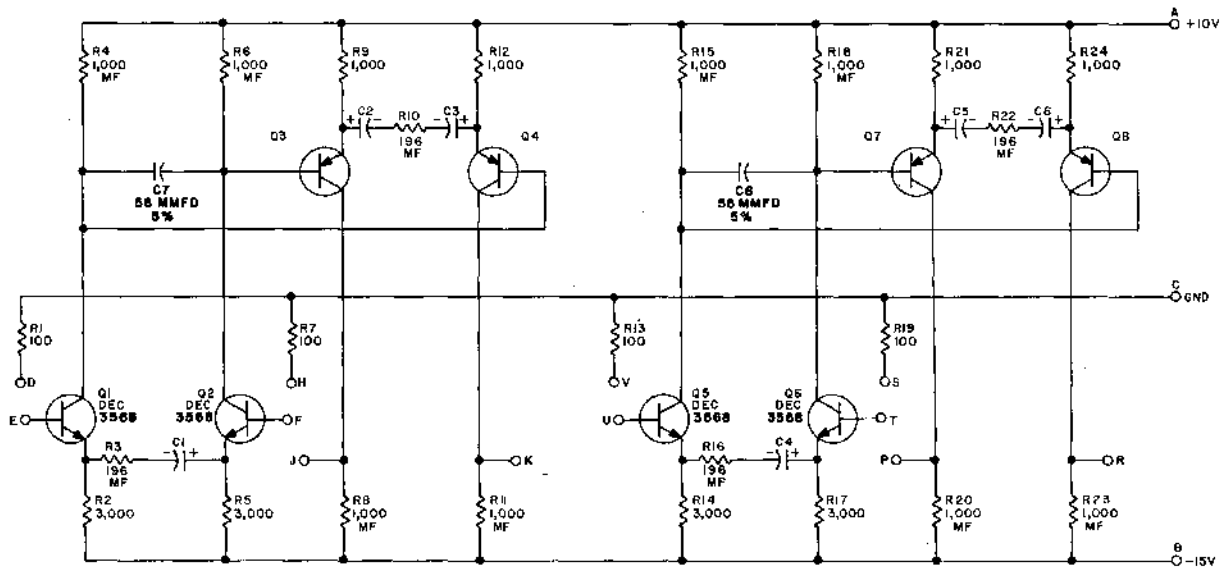 A
+10V
R4
1,000
MF
R6
1,000
MF
R9
1,000
R12
1,000
R15
1,000
MF
R18
1,000
MF
R21
1,000
R24
1,000
+ C2 -
R10
196
MF
- C3 +
+ C5 -
R22
196
MF
- C6 +
Q3
Q4
Q7
Q8
C7
56 MMFD
5%
C8
56 MMFD
5%
C
GND
R1
100
R7
100
R13
100
R19
100
D
H
V
S
Q1
DEC
3568
Q2
DEC
3568
Q5
DEC
3568
Q6
DEC
3568
E
F
U
T
R3
196
MF
- C1 +
R16
196
MF
- C4 +
J
K
P
R
R2
3,000
R5
3,000
R8
1,000
MF
R11
1,000
MF
R14
3,000
R17
3,000
R20
1,000
MF
R23
1,000
MF
B
-15V